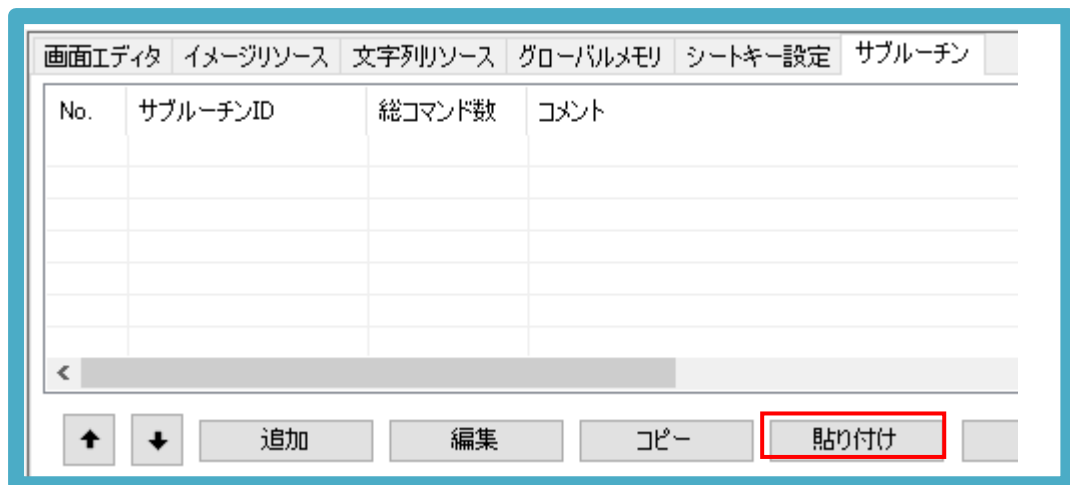 画面エディタ イメージリソース 文字列リソース グローバルメモリ シートキー設定 サブルーチン
No. サブルーチンID 総コマンド数 コメント
追加 編集 コピー 貼り付け